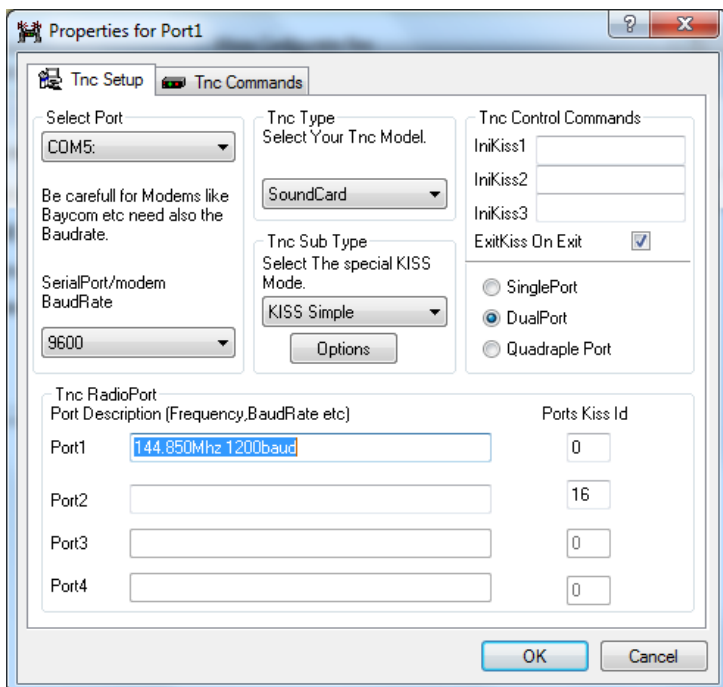 Properties for Port1
Tnc Setup
Tnc Commands
Select Port
COM5:
Be carefull for Modems like
Baycom etc need also the
Baudrate.
SerialPort/modem
BaudRate
9600
Tnc Type
Select Your Tnc Model.
SoundCard
Tnc Sub Type
Select The special KISS
Mode.
KISS Simple
Options
Tnc Control Commands
IniKiss1
IniKiss2
IniKiss3
ExitKiss On Exit
SinglePort
DualPort
Quadraple Port
Tnc RadioPort
Port Description (Frequency,BaudRate etc)
Ports Kiss Id
Port1 144.850Mhz 1200baud 0
Port2 16
Port3 0
Port4 0
OK
Cancel